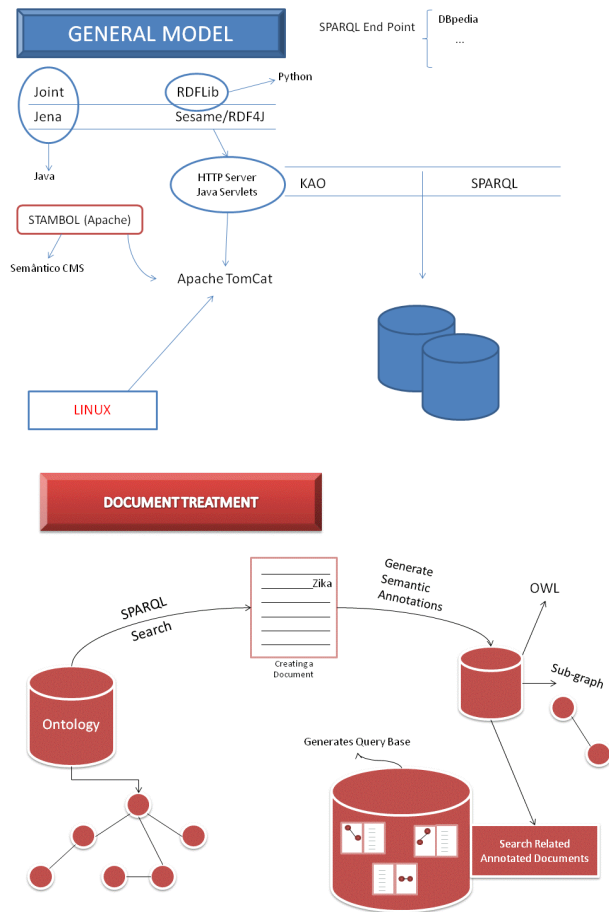 GENERAL MODEL
SPARQL End Point
DBpedia
...
Python
Joint
RDFLib
Jena
Sesame/RDF4J
Java
HTTP Server
Java Servlets
KAO
SPARQL
STAMBOL (Apache)
Semântico CMS
Apache TomCat
LINUX
DOCUMENT TREATMENT
SPARQL
Search
Zika
Creating a
Document
Generate
Semantic
Annotations
OWL
Sub-graph
Ontology
Generates Query Base
Search Related
Annotated Documents